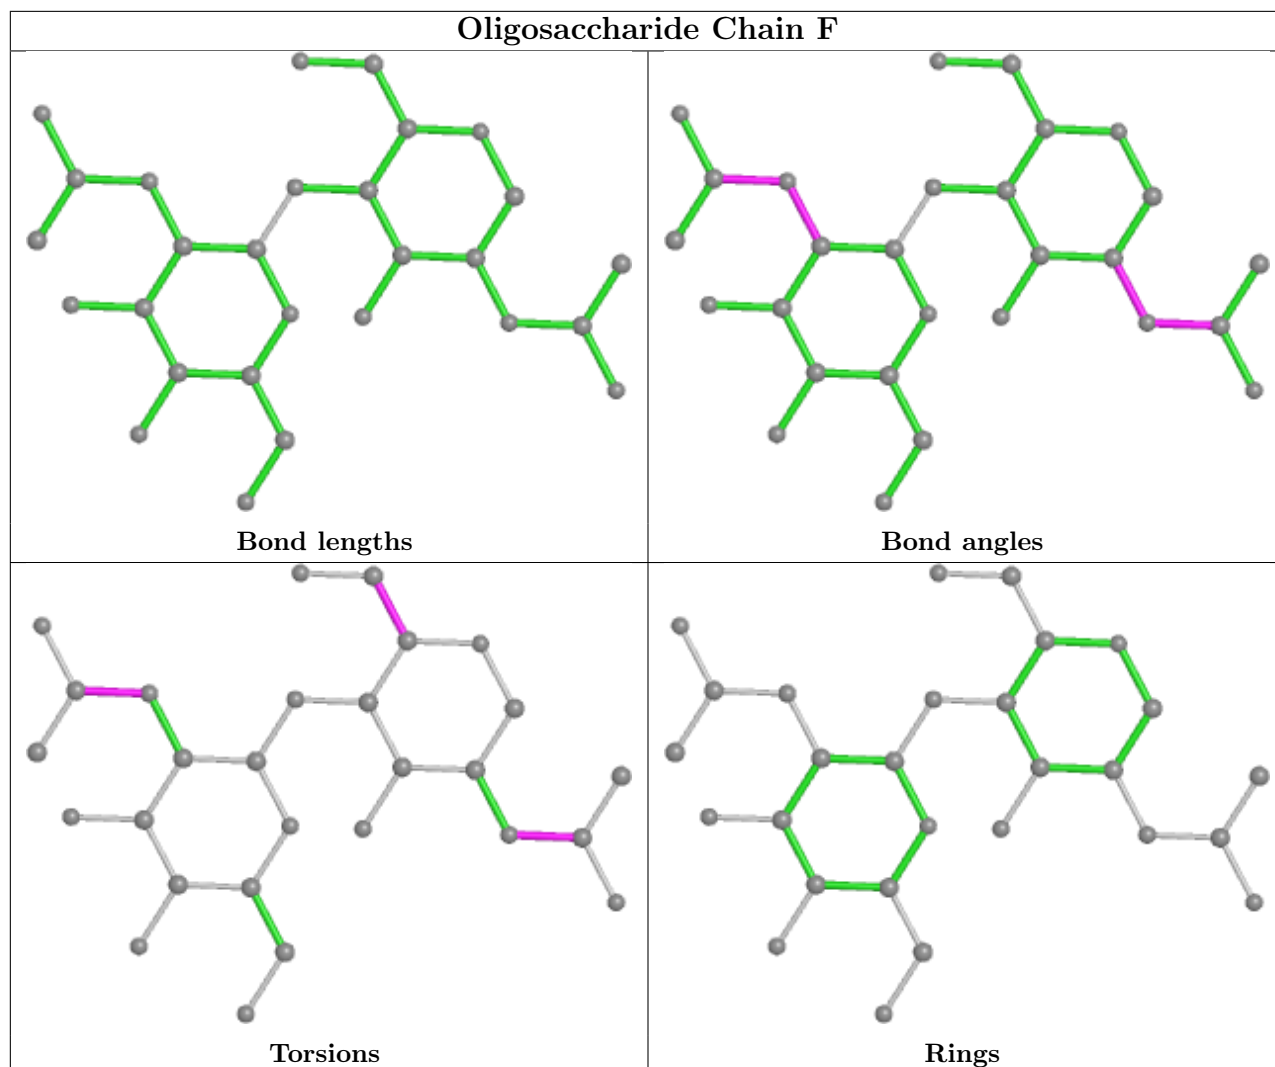 Oligosaccharide Chain F
Bond lengths
Bond angles
Torsions
Rings